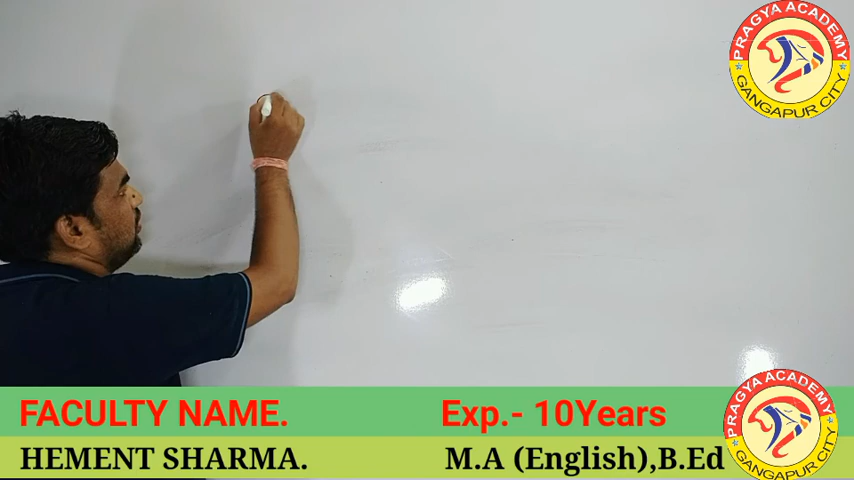 PRAGYA ACADEMY
GANGAPUR CITY
FACULTY NAME. Exp.- 10Years
HEMENT SHARMA. M.A (English),B.Ed
PRAGYA ACADEMY
GANGAPUR CITY